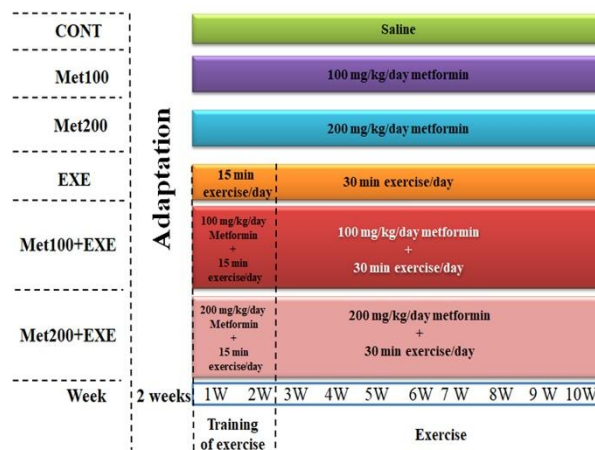 CONT
Saline
Met100
100 mg/kg/day metformin
Met200
200 mg/kg/day metformin
EXE
15 min
exercise/day
30 min exercise/day
Met100+EXE
100 mg/kg/day
Metformin
+
15 min
exercise/day
100 mg/kg/day metformin
+
30 min exercise/day
Met200+EXE
200 mg/kg/day
Metformin
+
15 min
exercise/day
200 mg/kg/day metformin
+
30 min exercise/day
Adaptation
Week
2 weeks
1W 2W 3W 4W 5W 6W 7 W 8W 9 W 10W
Training
of exercise
Exercise